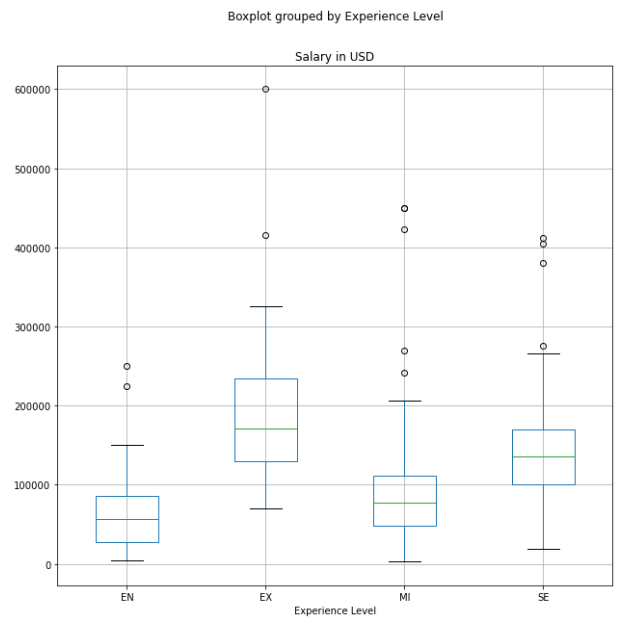 Boxplot grouped by Experience Level
Salary in USD
600000
500000
400000
300000
200000
100000
0
EN EX MI SE
Experience Level